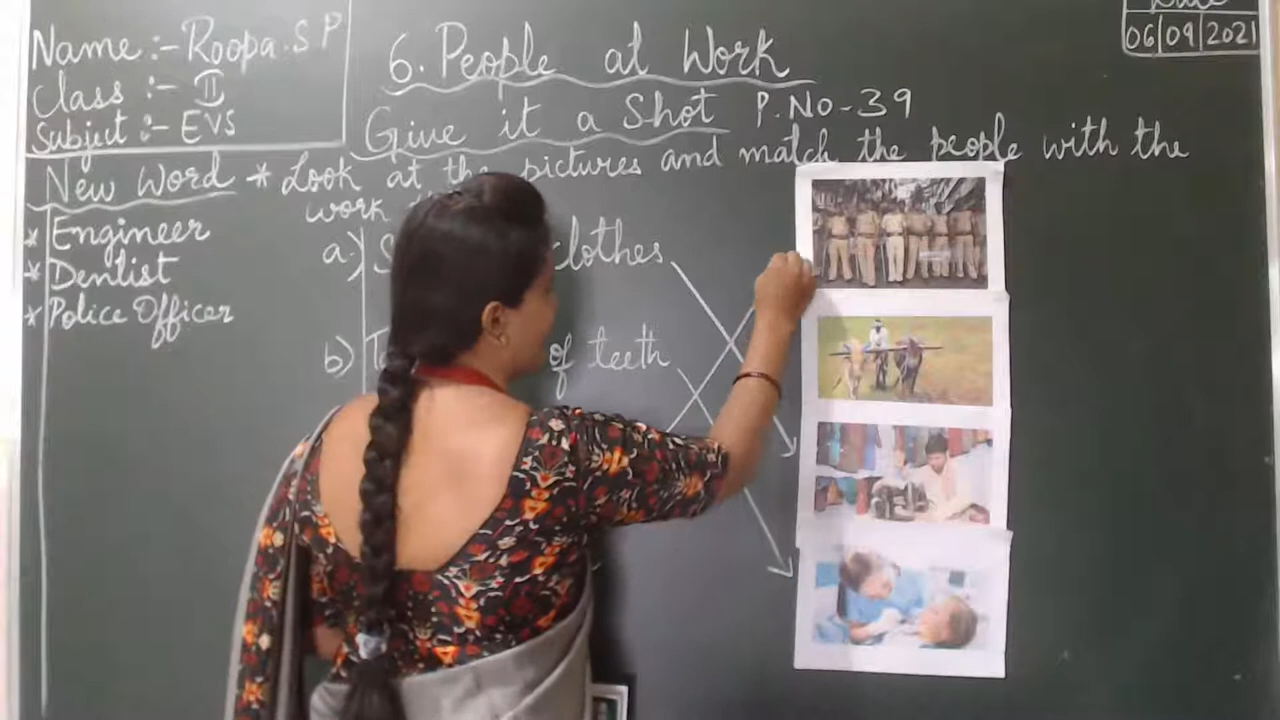 Name :- Roopa.S P
Class :- II
Subject :- EVS
Date
06|09|2021
6. People at Work
Give it a Shot P.No-39
New Word
* Engineer
* Dentist
* Police Officer
* Look at the pictures and match the people with the
work
a) clothes
b) of teeth